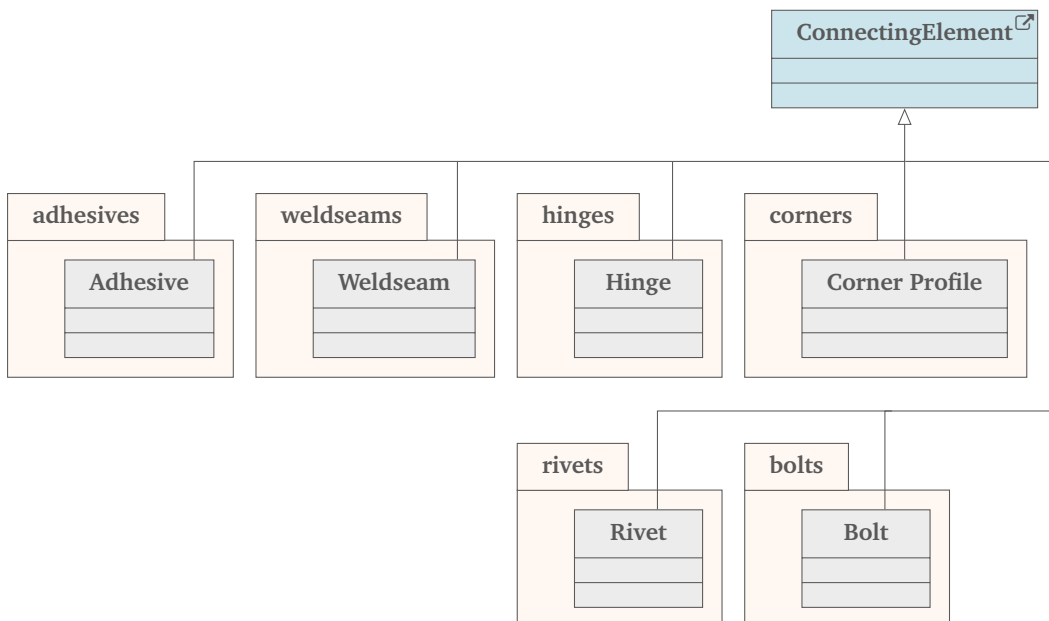 ConnectingElement
adhesives
weldseams
hinges
corners
Adhesive
Weldseam
Hinge
Corner Profile
rivets
bolts
Rivet
Bolt